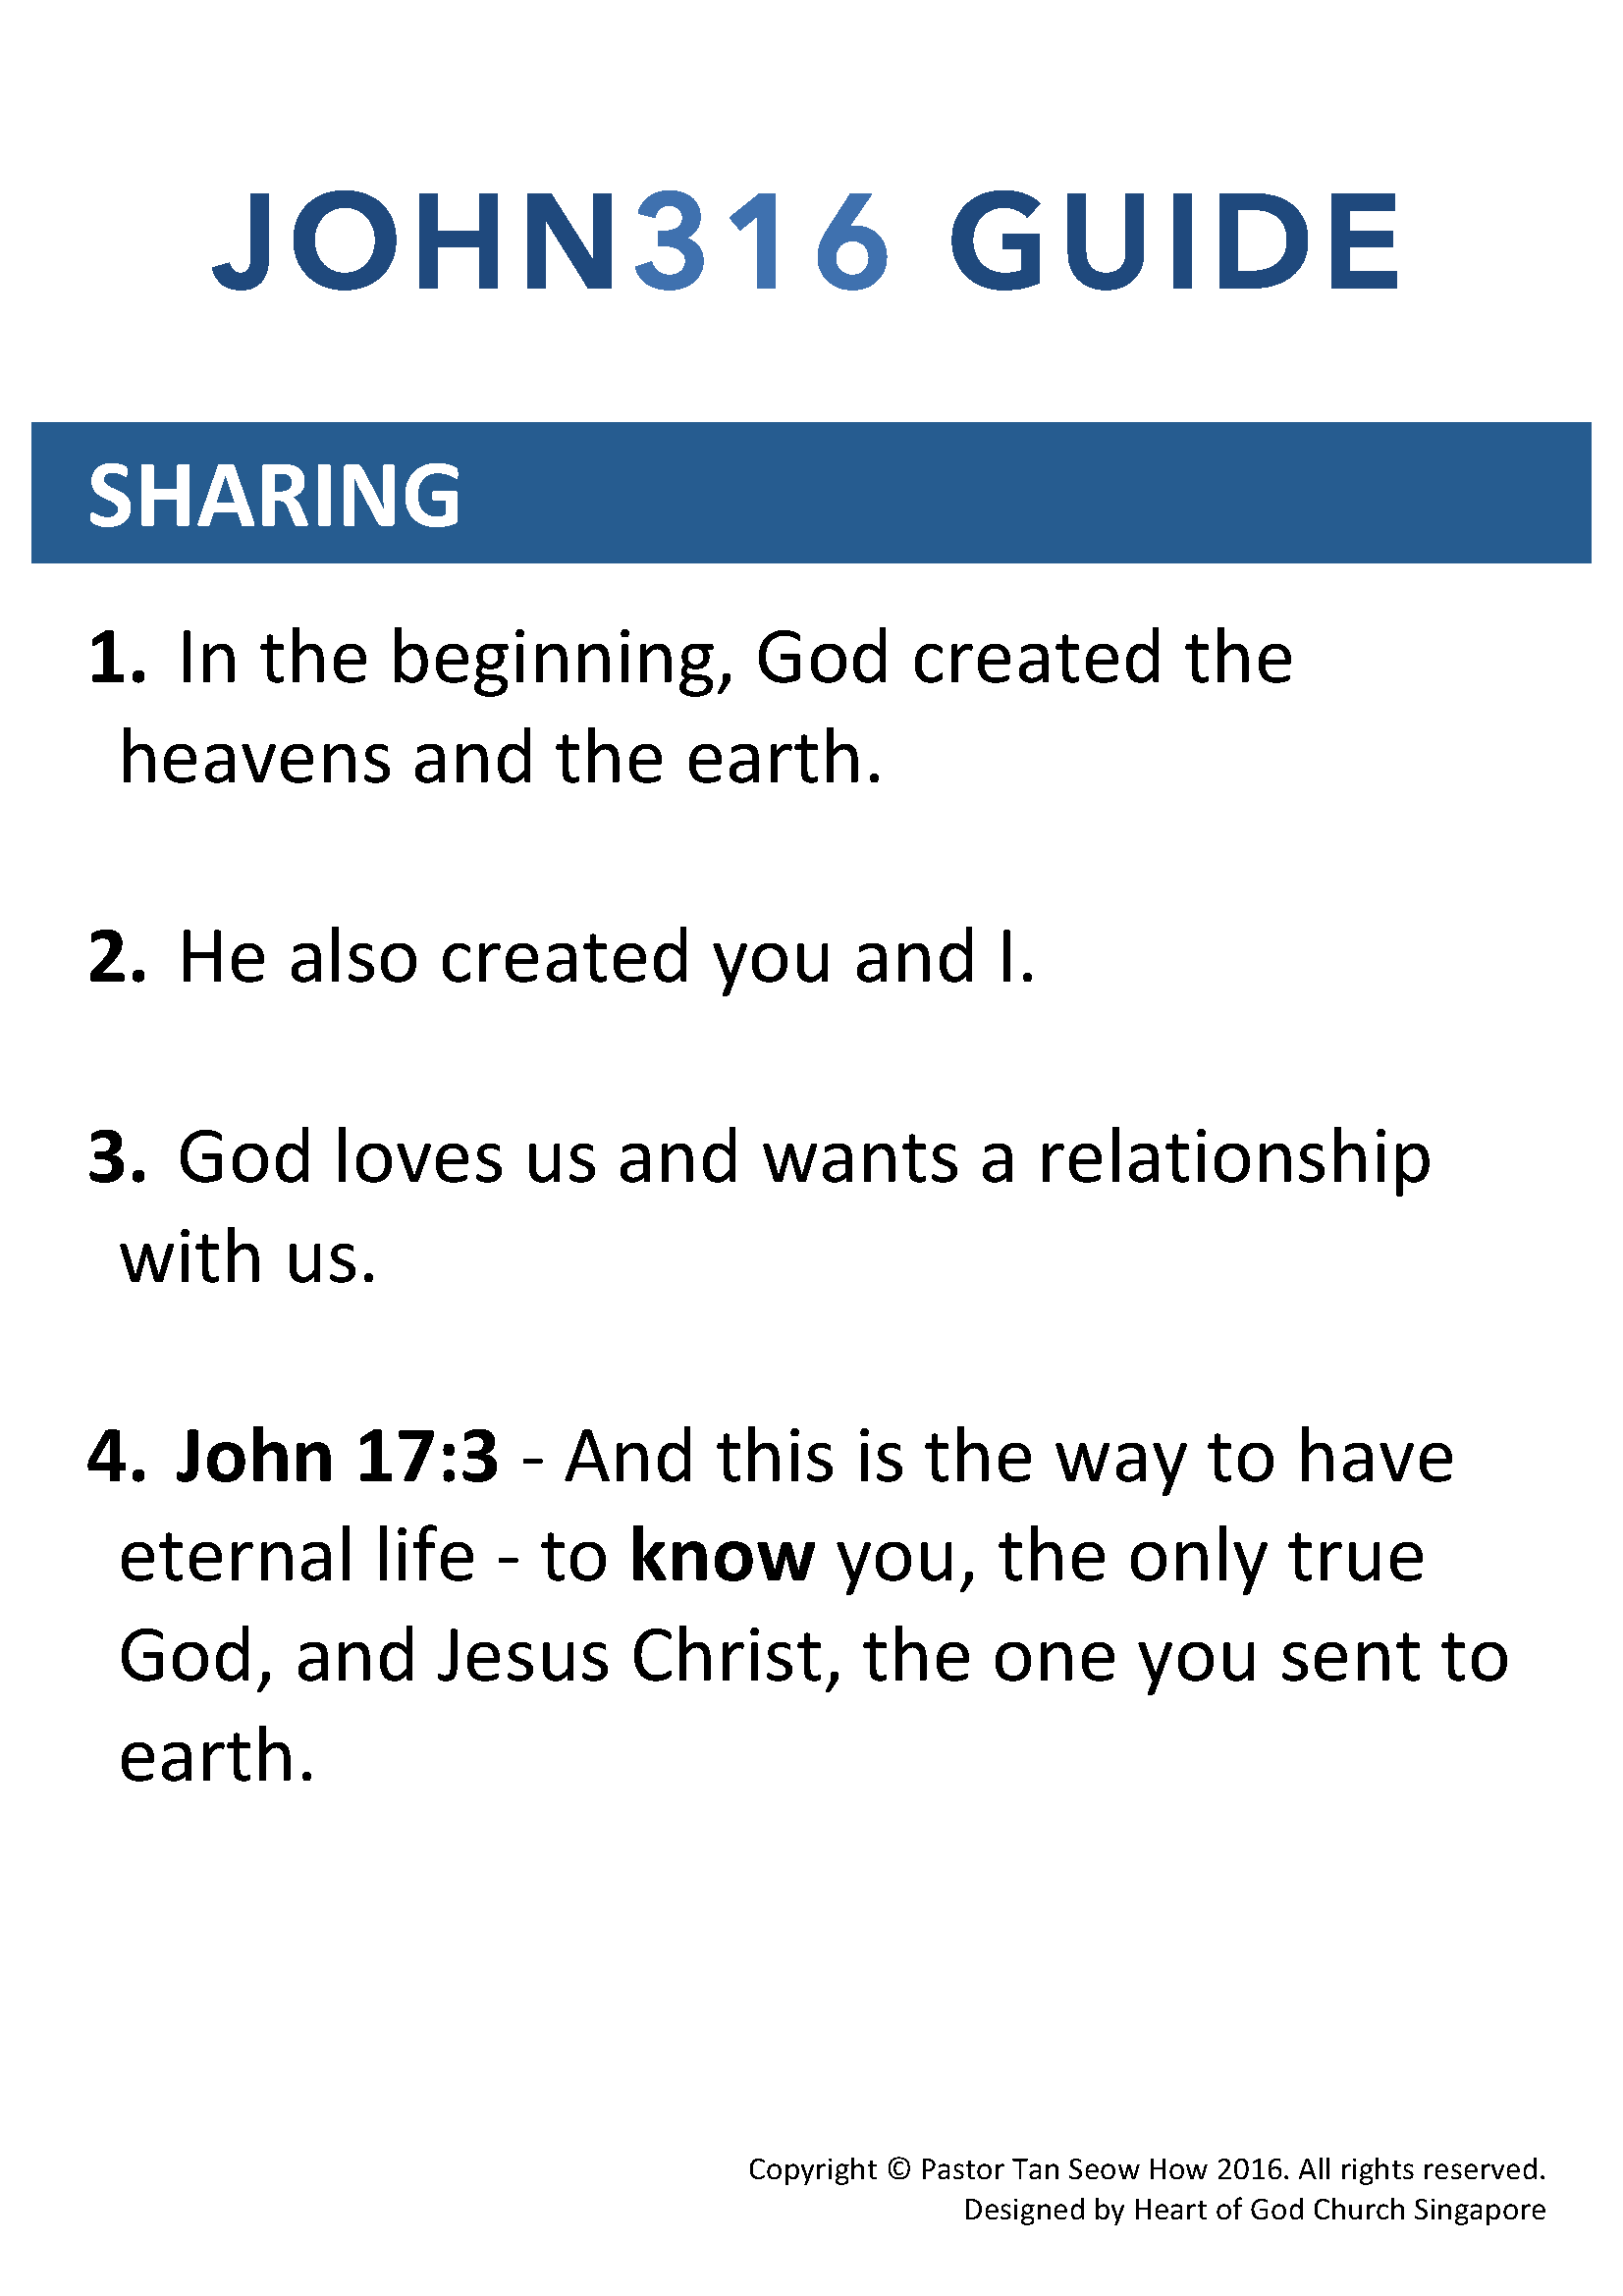 JOHN316 GUIDE
SHARING
1. In the beginning, God created the
heavens and the earth.
2. He also created you and I.
3. God loves us and wants a relationship
with us.
4. John 17:3 - And this is the way to have
eternal life - to know you, the only true
God, and Jesus Christ, the one you sent to
earth.
Copyright © Pastor Tan Seow How 2016. All rights reserved.
Designed by Heart of God Church Singapore